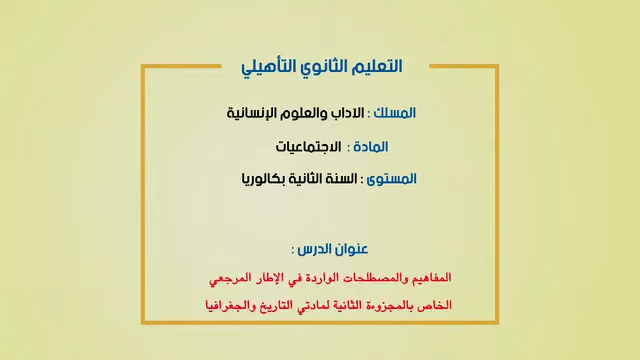 التعليم الثانوي التأهيلي
المسلك : الآداب والعلوم الإنسانية
المادة : الاجتماعيات
المستوى : السنة الثانية بكالوريا
عنوان الدرس :
المفاهيم والمصطلحات الواردة في الإطار المرجعي
الخاص بالمجزوءة الثانية لمادتي التاريخ والجغرافيا